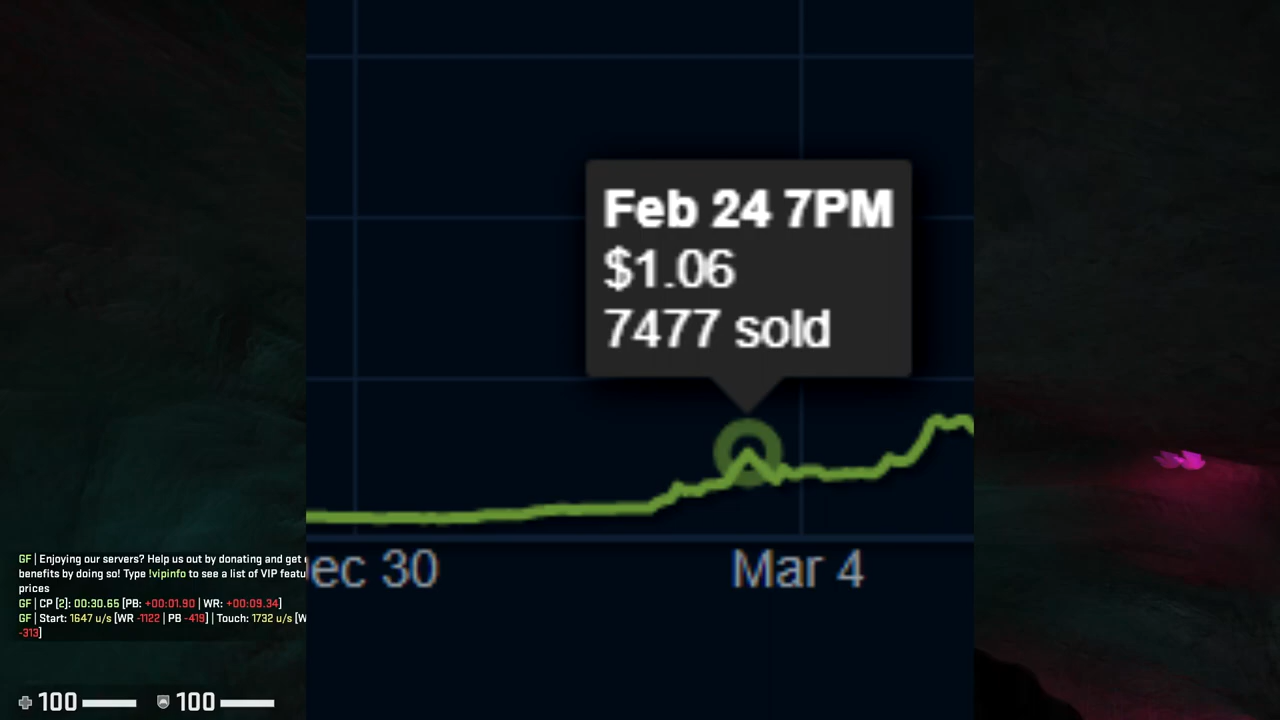 Feb 24 7PM
$1.06
7477 sold
ec 30
Mar 4
GF | Enjoying our servers? Help us out by donating and get
benefits by doing so! Type !vipinfo to see a list of VIP featu
prices
GF | CP [2]: 00:30.65 [PB: +00:01.90 | WR: +00:09.34]
GF | Start: 1647 u/s [WR -1122 | PB -419] | Touch: 1732 u/s [W
-313]
100
100